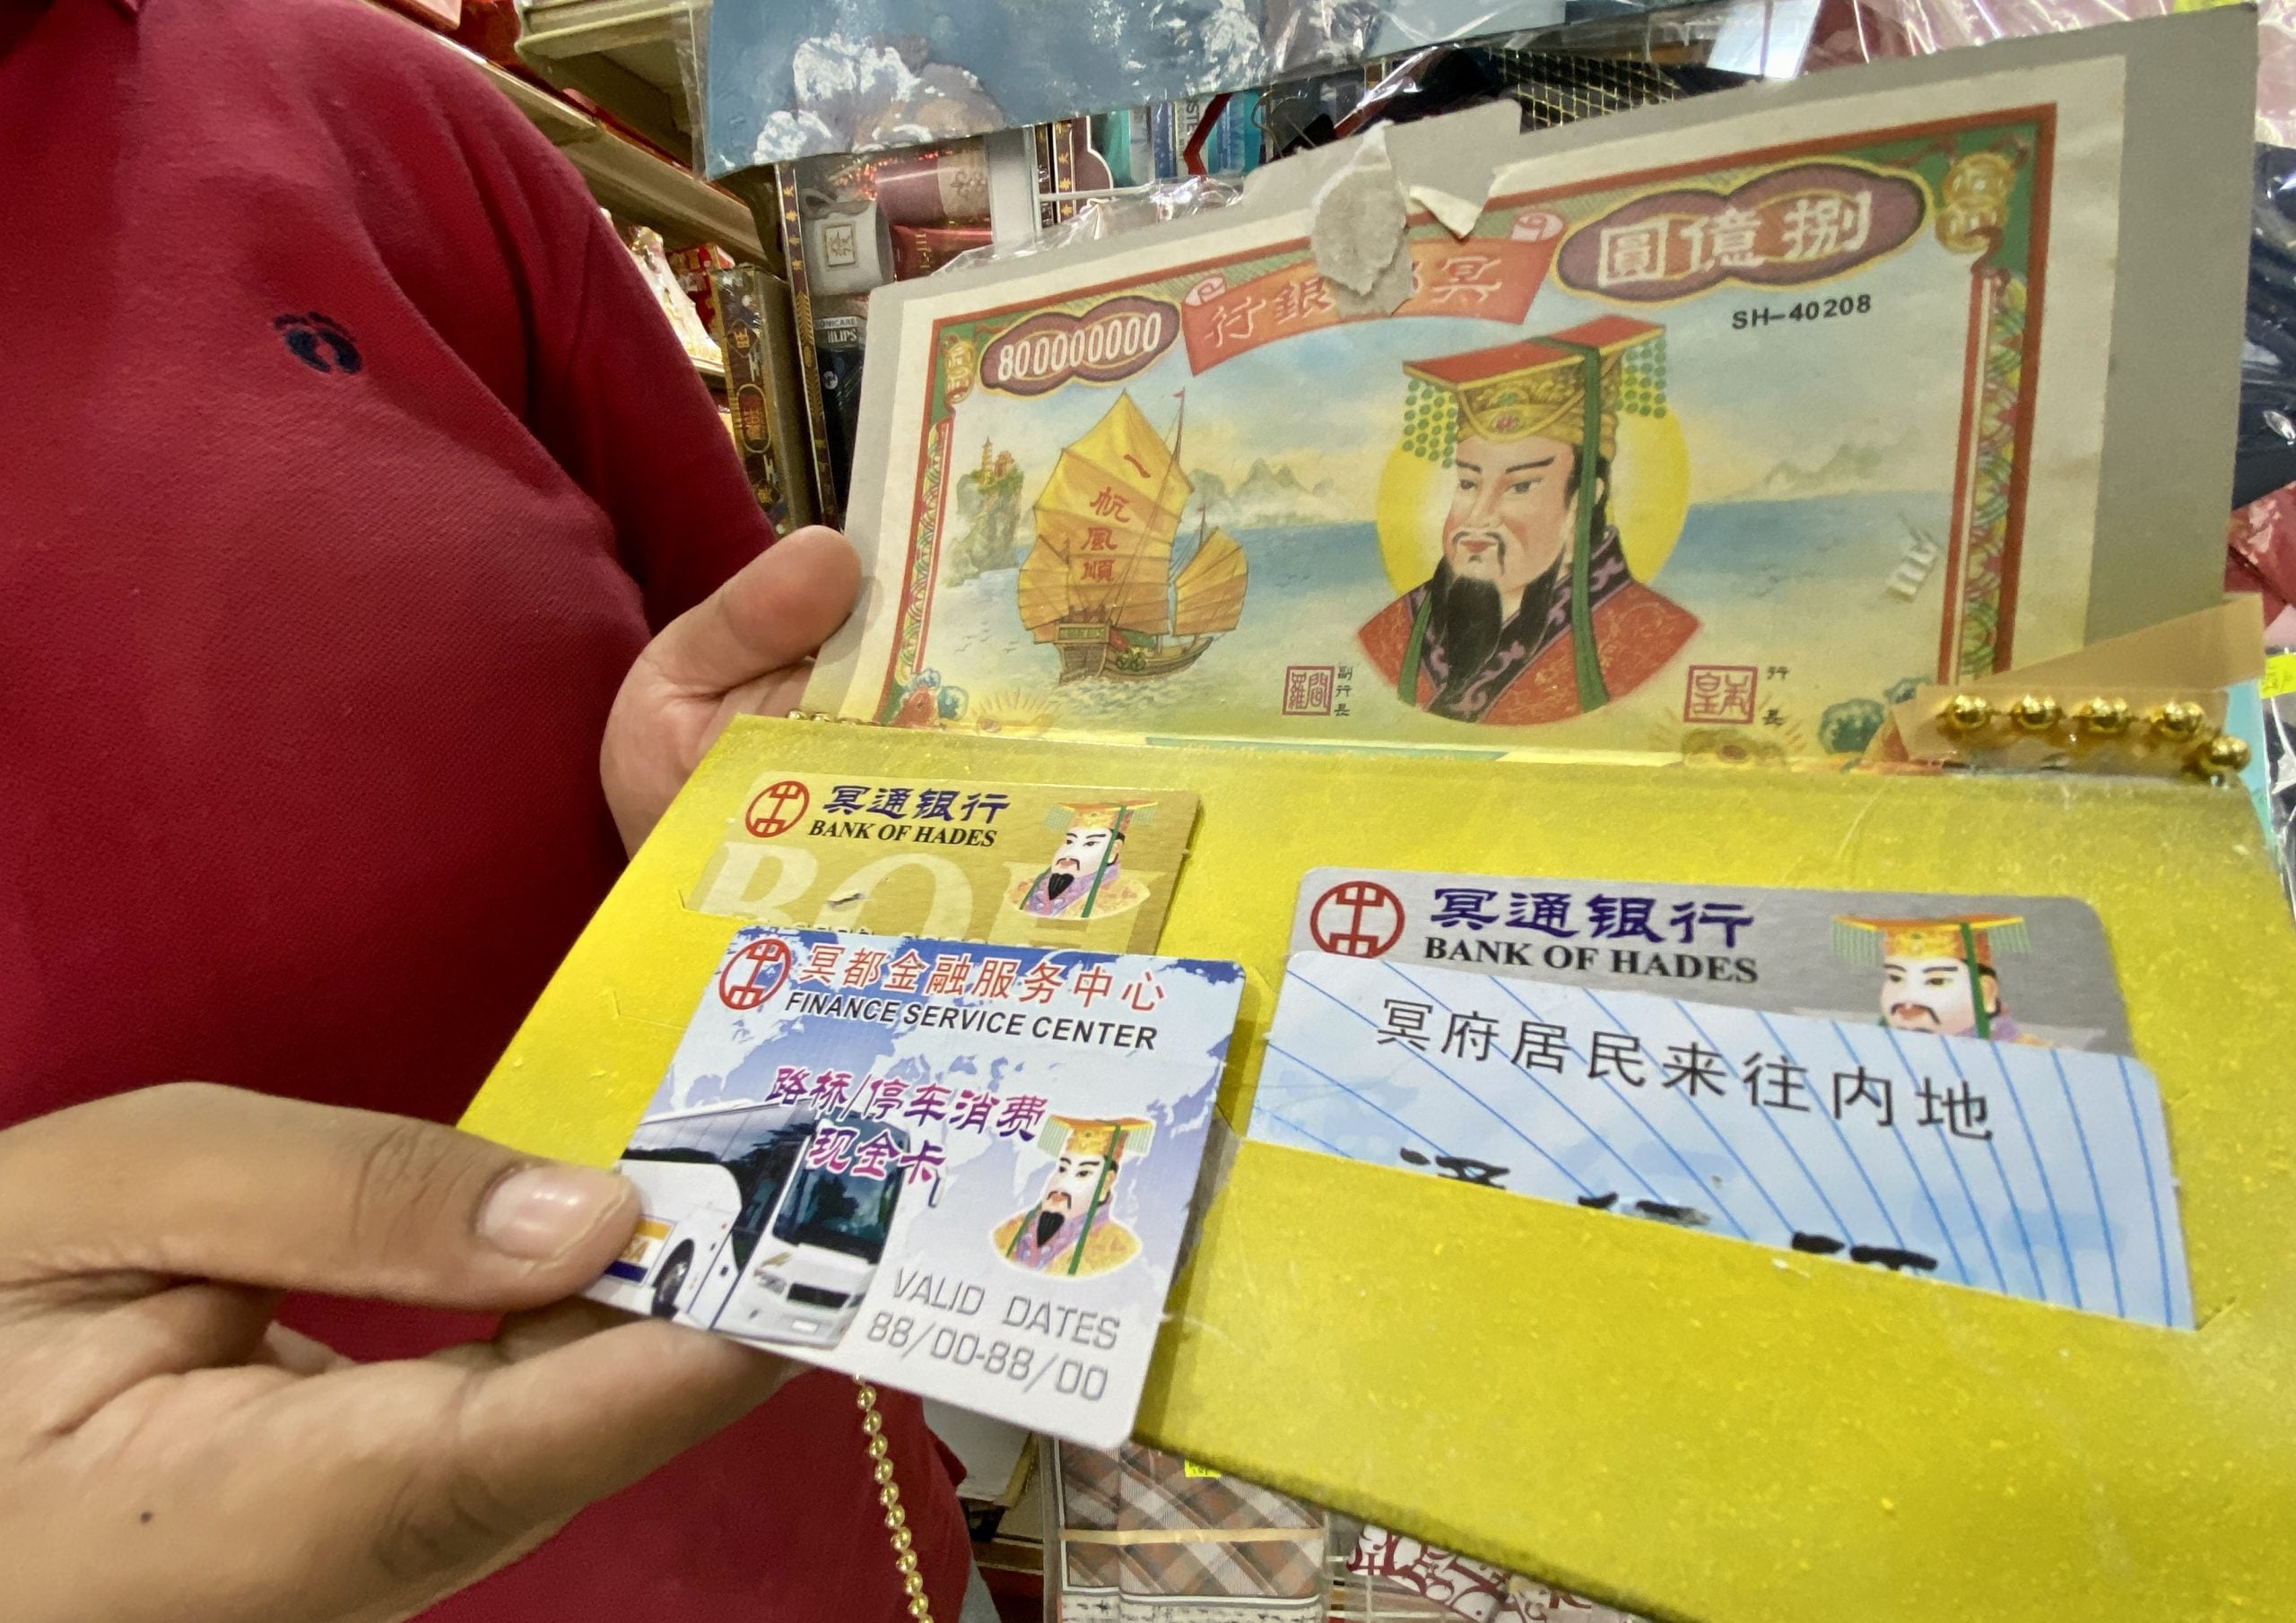 800000000
行銀 冥
圓億捌
SH-40208
一
帆
風
順
副行長
行長
冥通银行
BANK OF HADES
BOH
冥都金融服务中心
FINANCE SERVICE CENTER
路桥/停车消费
现金卡
VALID DATES
88/00-88/00
冥通银行
BANK OF HADES
冥府居民来往内地